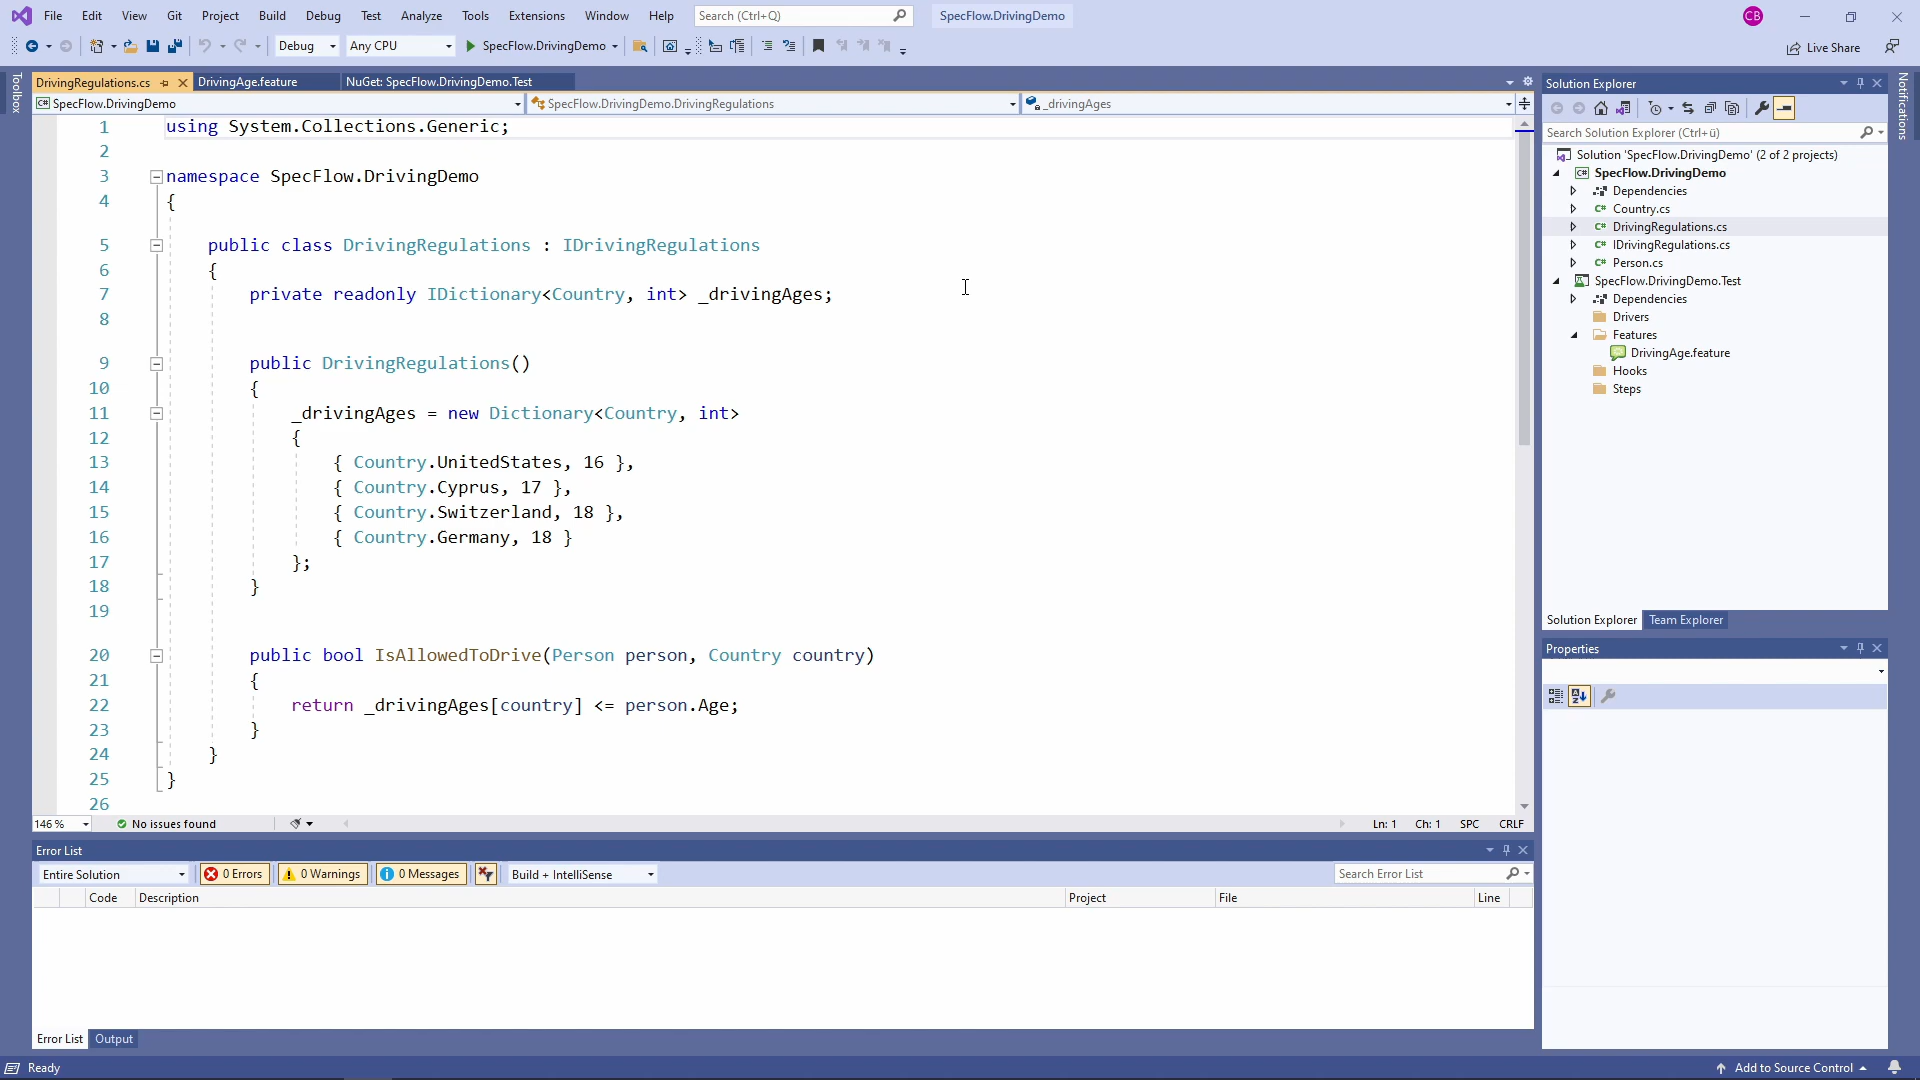 File Edit View Git Project Build Debug Test Analyze Tools Extensions Window Help Search (Ctrl+Q) SpecFlow.DrivingDemo CB
Debug Any CPU SpecFlow.DrivingDemo Live Share
Toolbox
DrivingRegulations.cs DrivingAge.feature NuGet: SpecFlow.DrivingDemo.Test
SpecFlow.DrivingDemo SpecFlow.DrivingDemo.DrivingRegulations _drivingAges
1 using System.Collections.Generic;
2
3 namespace SpecFlow.DrivingDemo
4 {
5 public class DrivingRegulations : IDrivingRegulations
6 {
7 private readonly IDictionary<Country, int> _drivingAges;
8
9 public DrivingRegulations()
10 {
11 _drivingAges = new Dictionary<Country, int>
12 {
13 { Country.UnitedStates, 16 },
14 { Country.Cyprus, 17 },
15 { Country.Switzerland, 18 },
16 { Country.Germany, 18 }
17 };
18 }
19
20 public bool IsAllowedToDrive(Person person, Country country)
21 {
22 return _drivingAges[country] <= person.Age;
23 }
24 }
25 }
26
146 % No issues found Ln: 1 Ch: 1 SPC CRLF
Error List
Entire Solution 0 Errors 0 Warnings 0 Messages Build + IntelliSense Search Error List
Code Description Project File Line
Error List Output
Solution Explorer
Search Solution Explorer (Ctrl+ü)
Solution 'SpecFlow.DrivingDemo' (2 of 2 projects)
SpecFlow.DrivingDemo
Dependencies
C# Country.cs
C# DrivingRegulations.cs
C# IDrivingRegulations.cs
C# Person.cs
SpecFlow.DrivingDemo.Test
Dependencies
Drivers
Features
DrivingAge.feature
Hooks
Steps
Solution Explorer Team Explorer
Properties
Notifications
Ready Add to Source Control